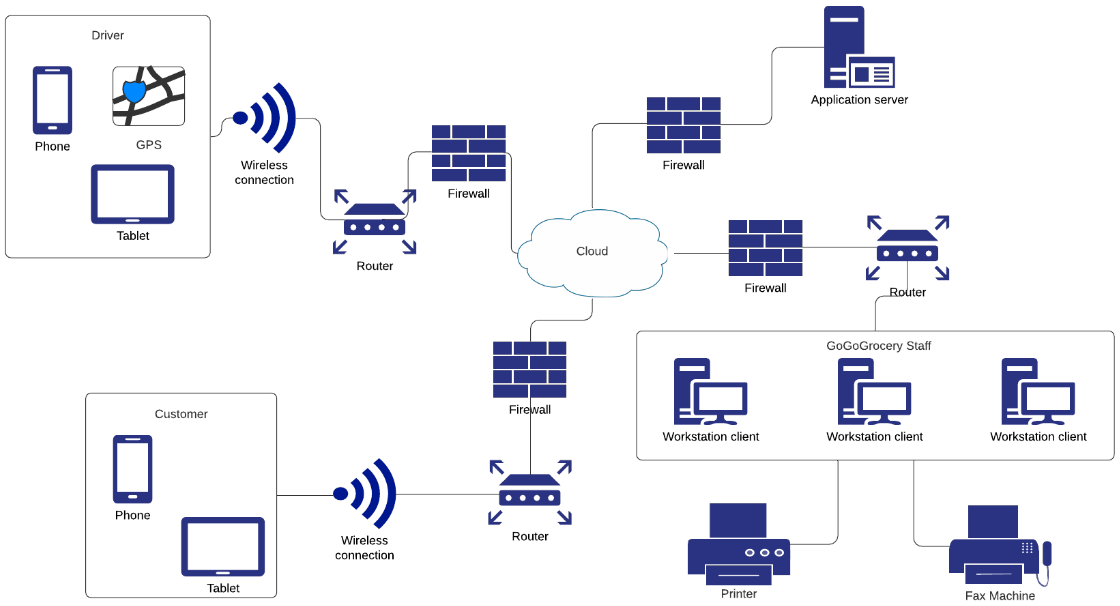 Driver
Phone
GPS
Tablet
Wireless
connection
Router
Firewall
Cloud
Firewall
Application server
Firewall
Router
GoGoGrocery Staff
Workstation client
Workstation client
Workstation client
Printer
Fax Machine
Firewall
Router
Wireless
connection
Customer
Phone
Tablet